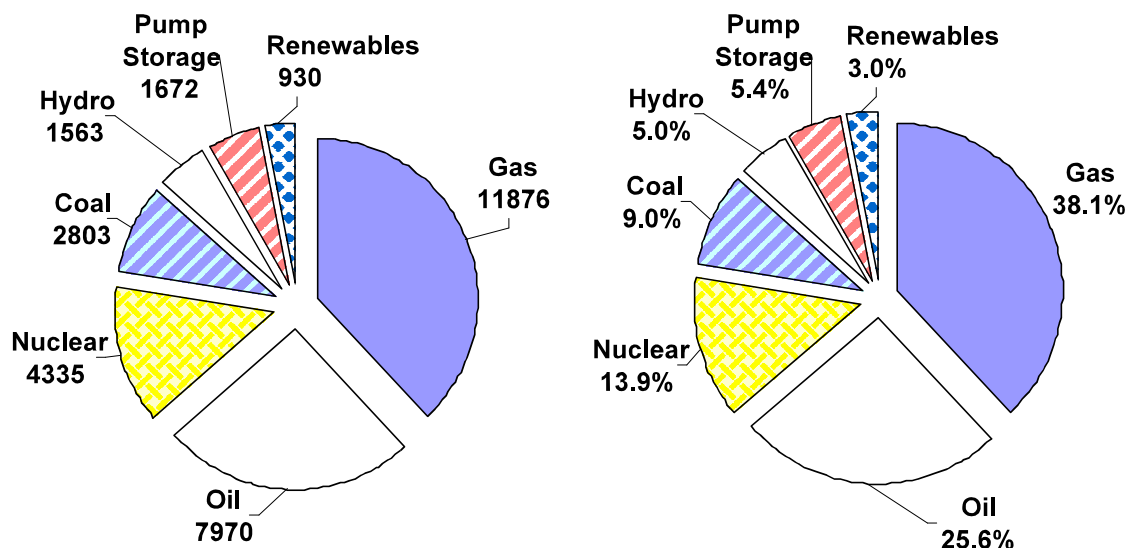 Pump
Storage
1672
Renewables
930
Hydro
1563
Gas
11876
Coal
2803
Nuclear
4335
Oil
7970
Pump
Storage
5.4%
Renewables
3.0%
Hydro
5.0%
Gas
38.1%
Coal
9.0%
Nuclear
13.9%
Oil
25.6%